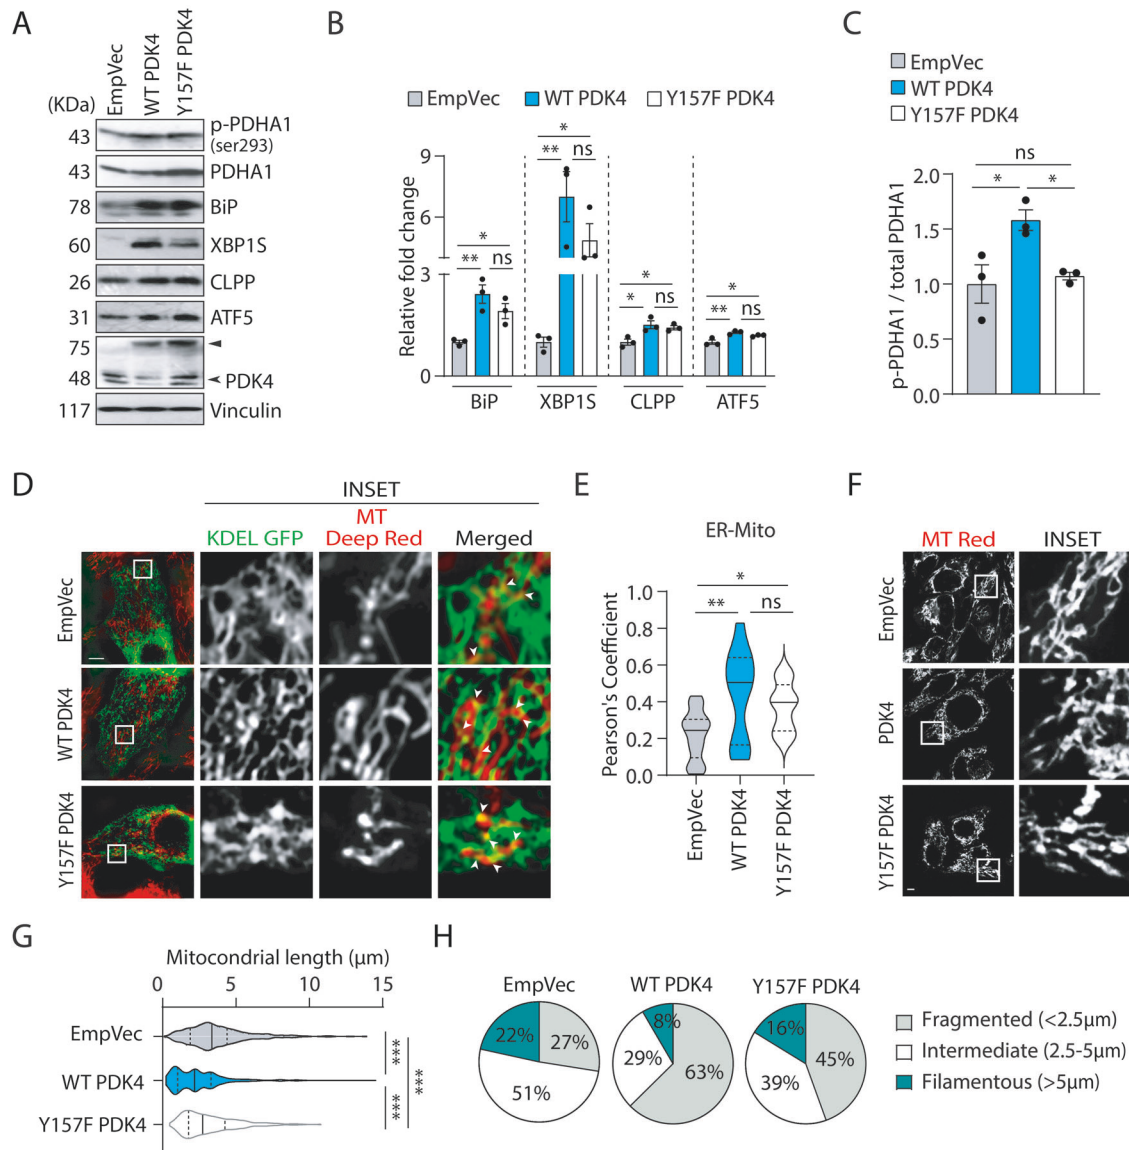 A
EmpVec
WT PDK4
Y157F PDK4
(KDa)
43
p-PDHA1
(ser293)
43
PDHA1
78
BiP
60
XBP1S
26
CLPP
31
ATF5
75
48
PDK4
117
Vinculin
B
EmpVec WT PDK4 Y157F PDK4
Relative fold change
9
6
3
0
* ** ns
* ** ns
* * ns
* ** ns
BiP XBP1S CLPP ATF5
C
EmpVec
WT PDK4
Y157F PDK4
p-PDHA1 / total PDHA1
2.0
1.5
1.0
0.5
0.0
ns
* *
D
INSET
KDEL GFP
MT
Deep Red
Merged
EmpVec
WT PDK4
Y157F PDK4
E
ER-Mito
Pearson's Coefficient
1.0
0.8
0.6
0.4
0.2
0.0
*
** ns
EmpVec
WT PDK4
Y157F PDK4
F
MT Red INSET
EmpVec
PDK4
Y157F PDK4
G
Mitocondrial length (µm)
0 5 10 15
EmpVec
WT PDK4
Y157F PDK4
***
***
***
H
EmpVec WT PDK4 Y157F PDK4
22% 27% 51%
8% 29% 63%
16% 45% 39%
Fragmented (<2.5µm)
Intermediate (2.5-5µm)
Filamentous (>5µm)